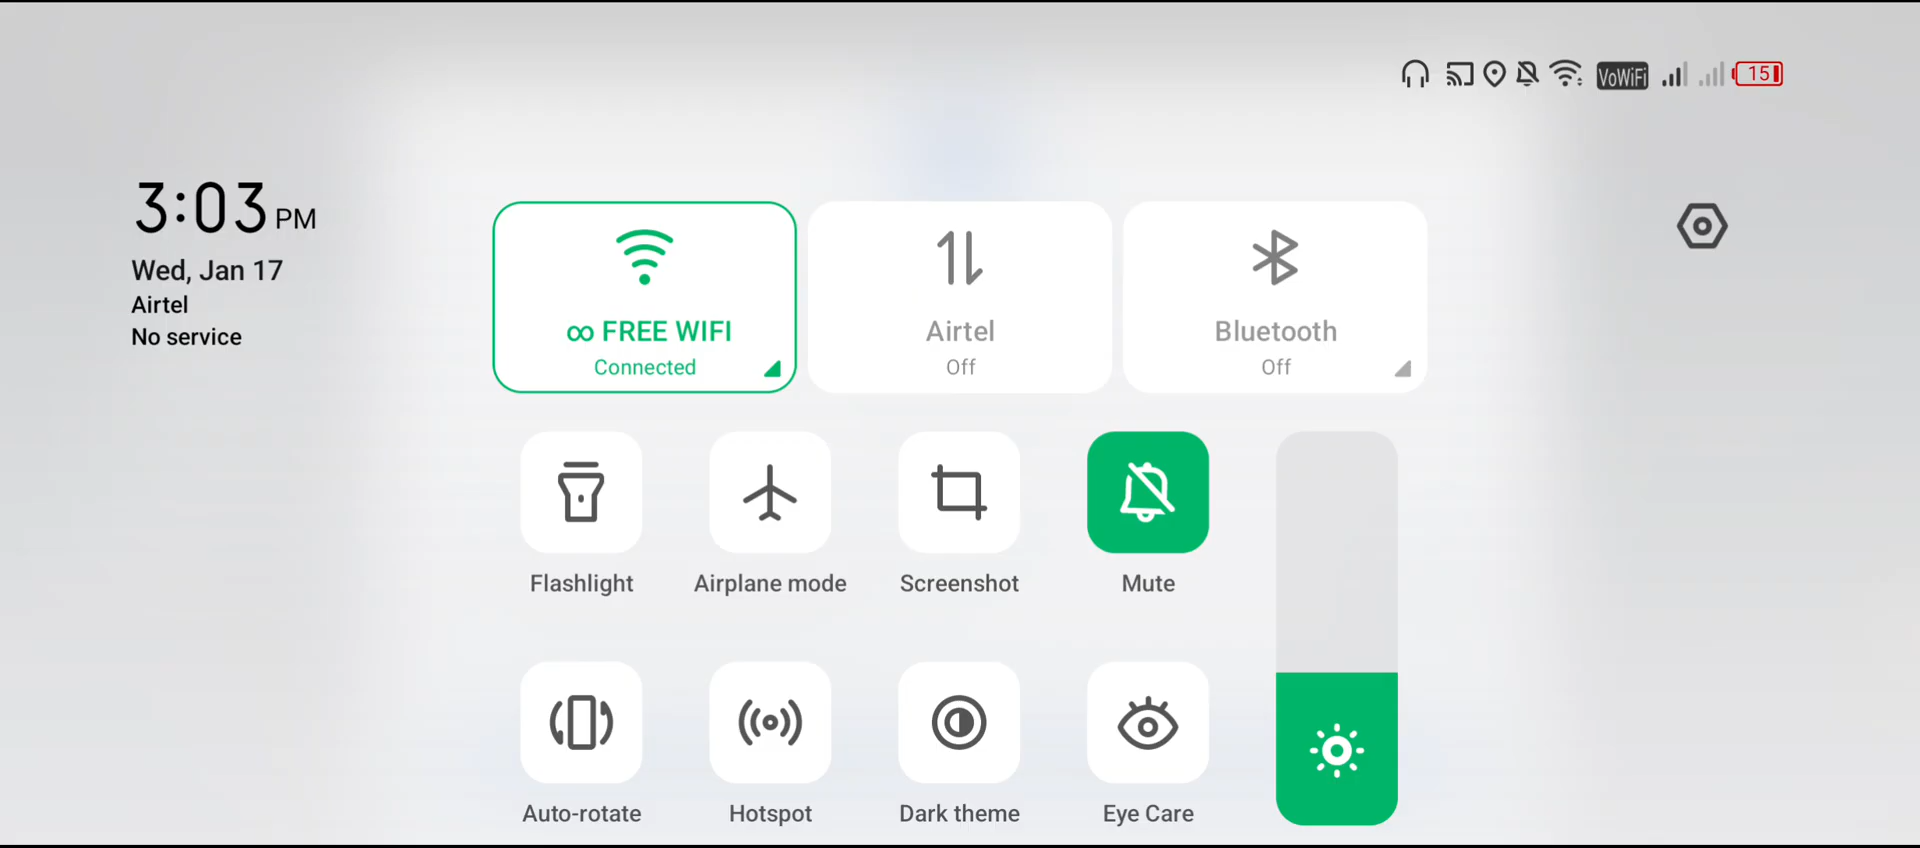 VoWiFi 15
3:03 PM
Wed, Jan 17
Airtel
No service
∞ FREE WIFI
Connected
Airtel
Off
Bluetooth
Off
Flashlight
Airplane mode
Screenshot
Mute
Auto-rotate
Hotspot
Dark theme
Eye Care